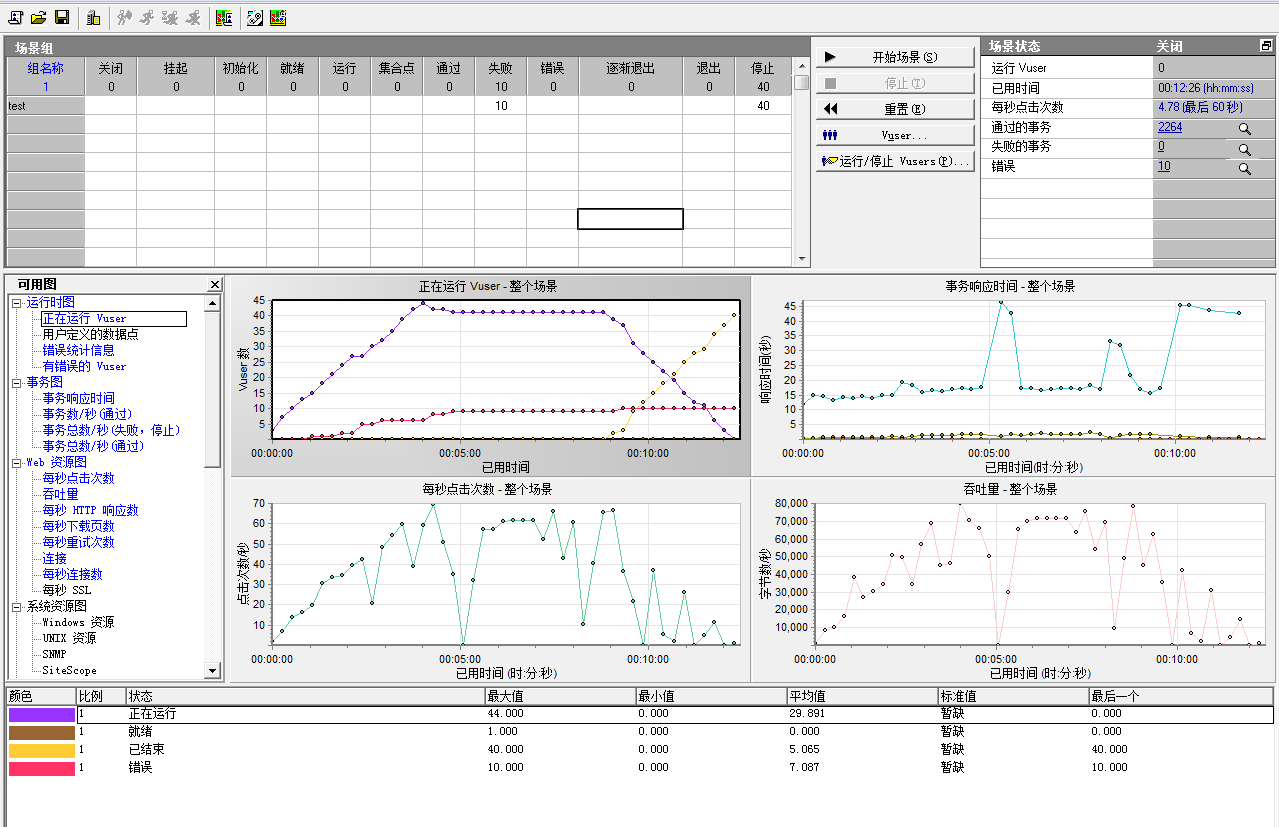 场景组
组名称 关闭 挂起 初始化 就绪 运行 集合点 通过 失败 错误 逐渐退出 退出 停止
1 0 0 0 0 0 0 0 10 0 0 0 40
test 10 40
开始场景(S)
停止(T)
重置(E)
Vuser...
运行/停止 Vusers(P)...
场景状态 关闭
运行 Vuser 0
已用时间 00:12:26 (hh:mm:ss)
每秒点击次数 4.78 (最后 60 秒)
通过的事务 2264
失败的事务 0
错误 10
可用图
运行时图
正在运行 Vuser
用户定义的数据点
错误统计信息
有错误的 Vuser
事务图
事务响应时间
事务数/秒(通过)
事务总数/秒(失败, 停止)
事务总数/秒(通过)
Web 资源图
每秒点击次数
吞吐量
每秒 HTTP 响应数
每秒下载页数
每秒重试次数
连接
每秒连接数
每秒 SSL
系统资源图
Windows 资源
UNIX 资源
SNMP
SiteScope
正在运行 Vuser - 整个场景
Vuser 数
45
40
35
30
25
20
15
10
5
00:00:00 00:05:00 00:10:00
已用时间
事务响应时间 - 整个场景
响应时间(秒)
45
40
35
30
25
20
15
10
5
00:00:00 00:05:00 00:10:00
已用时间(时:分:秒)
每秒点击次数 - 整个场景
点击次数/秒
70
60
50
40
30
20
10
00:00:00 00:05:00 00:10:00
已用时间 (时:分:秒)
吞吐量 - 整个场景
字节数/秒
80,000
70,000
60,000
50,000
40,000
30,000
20,000
10,000
00:00:00 00:05:00 00:10:00
已用时间 (时:分:秒)
颜色 比例 状态 最大值 最小值 平均值 标准值 最后一个
1 正在运行 44.000 0.000 29.891 暂缺 0.000
1 就绪 1.000 0.000 0.000 暂缺 0.000
1 已结束 40.000 0.000 5.065 暂缺 40.000
1 错误 10.000 0.000 7.087 暂缺 10.000